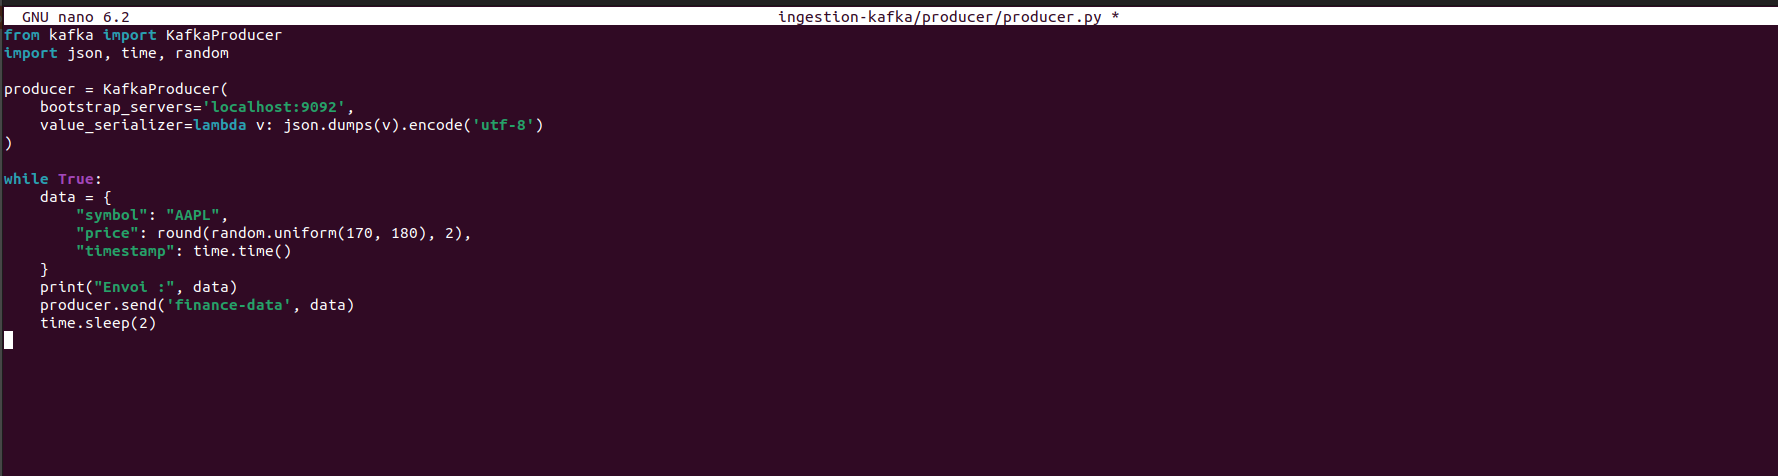 GNU nano 6.2 ingestion-kafka/producer/producer.py *
from kafka import KafkaProducer
import json, time, random
producer = KafkaProducer(
    bootstrap_servers='localhost:9092',
    value_serializer=lambda v: json.dumps(v).encode('utf-8')
)
while True:
    data = {
        "symbol": "AAPL",
        "price": round(random.uniform(170, 180), 2),
        "timestamp": time.time()
    }
    print("Envoi :", data)
    producer.send('finance-data', data)
    time.sleep(2)